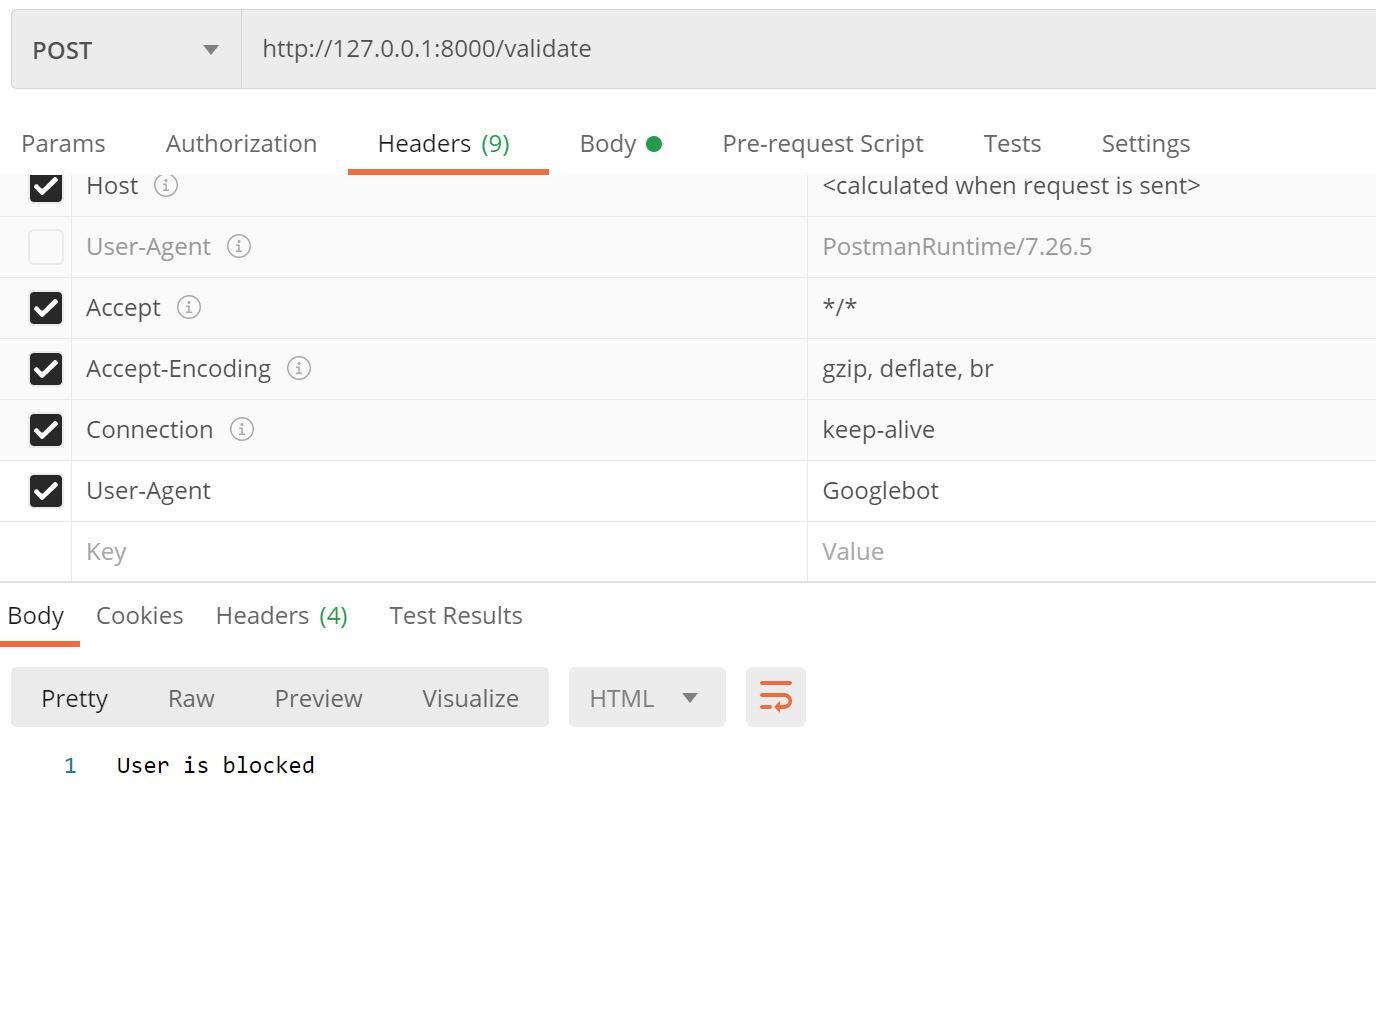 POST http://127.0.0.1:8000/validate
Params Authorization Headers (9) Body Pre-request Script Tests Settings
Host <calculated when request is sent>
User-Agent PostmanRuntime/7.26.5
Accept */*
Accept-Encoding gzip, deflate, br
Connection keep-alive
User-Agent Googlebot
Key Value
Body Cookies Headers (4) Test Results
Pretty Raw Preview Visualize HTML
1 User is blocked